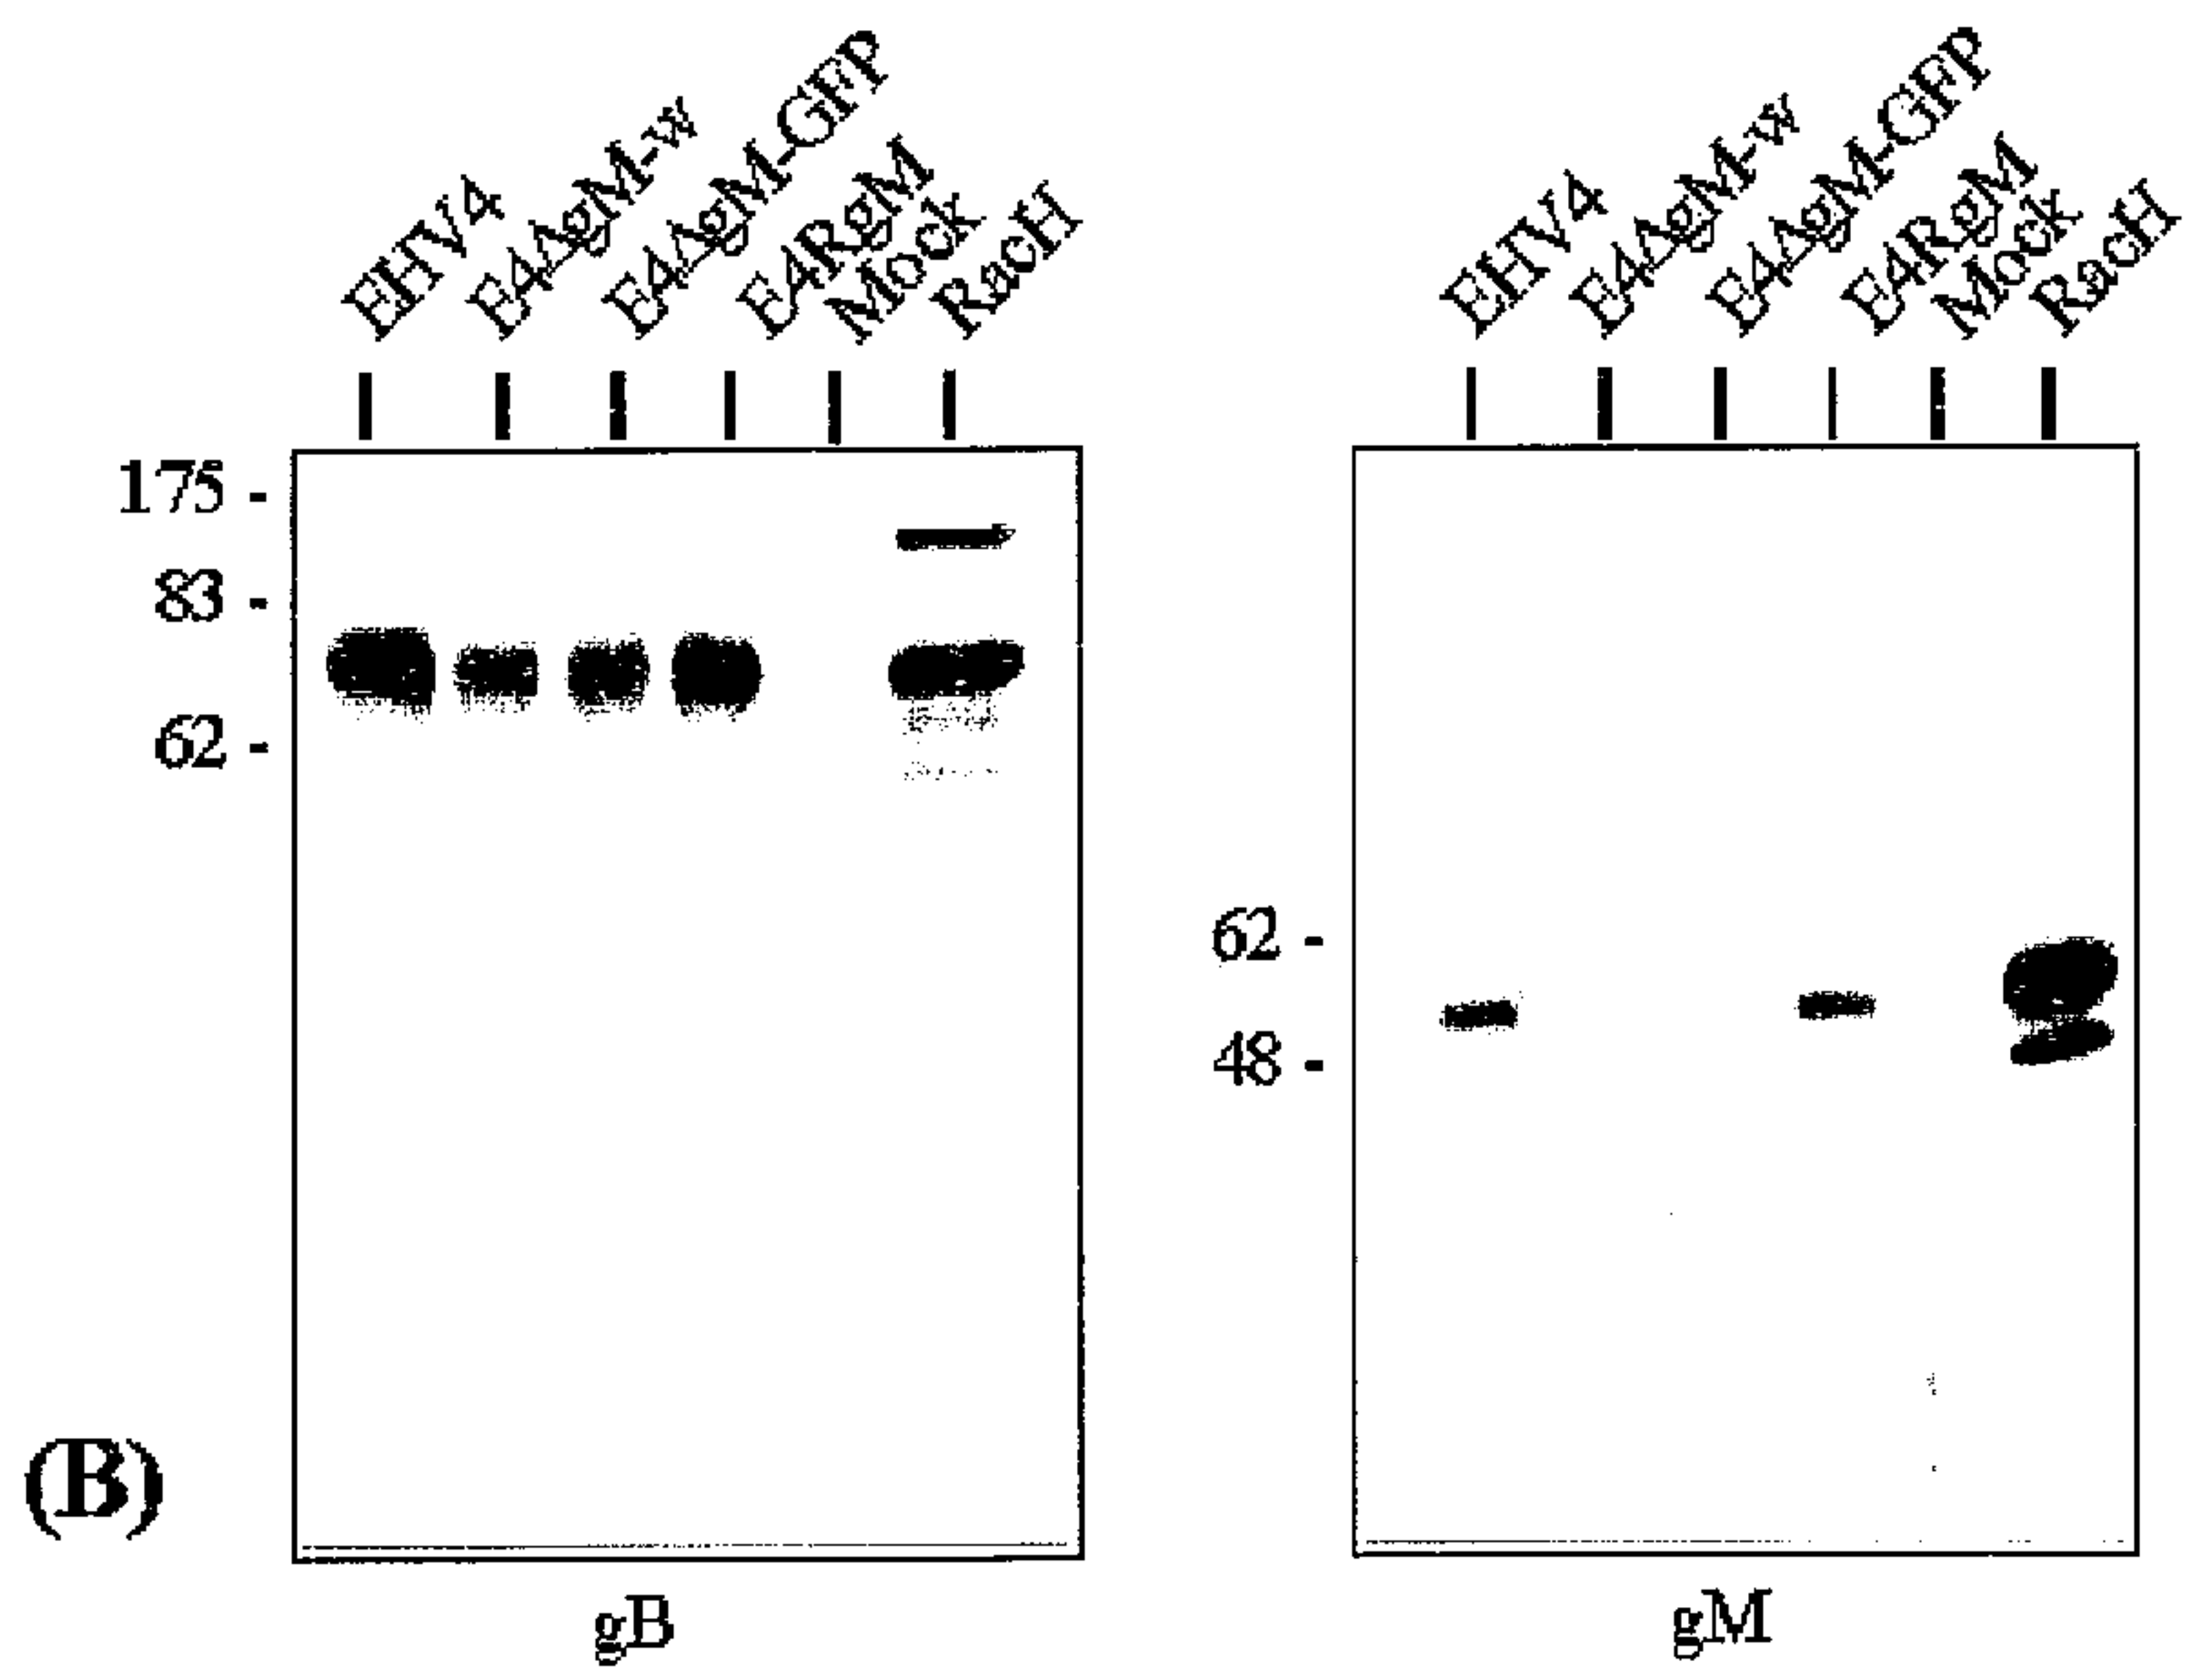 EHV4 E4ΔgM-w E4ΔgM-GFP E4RgM Mock RacH
EHV4 E4ΔgM-w E4ΔgM-GFP E4RgM Mock RacH
175 -
83 -
62 -
62 -
48 -
(B)
gB
gM